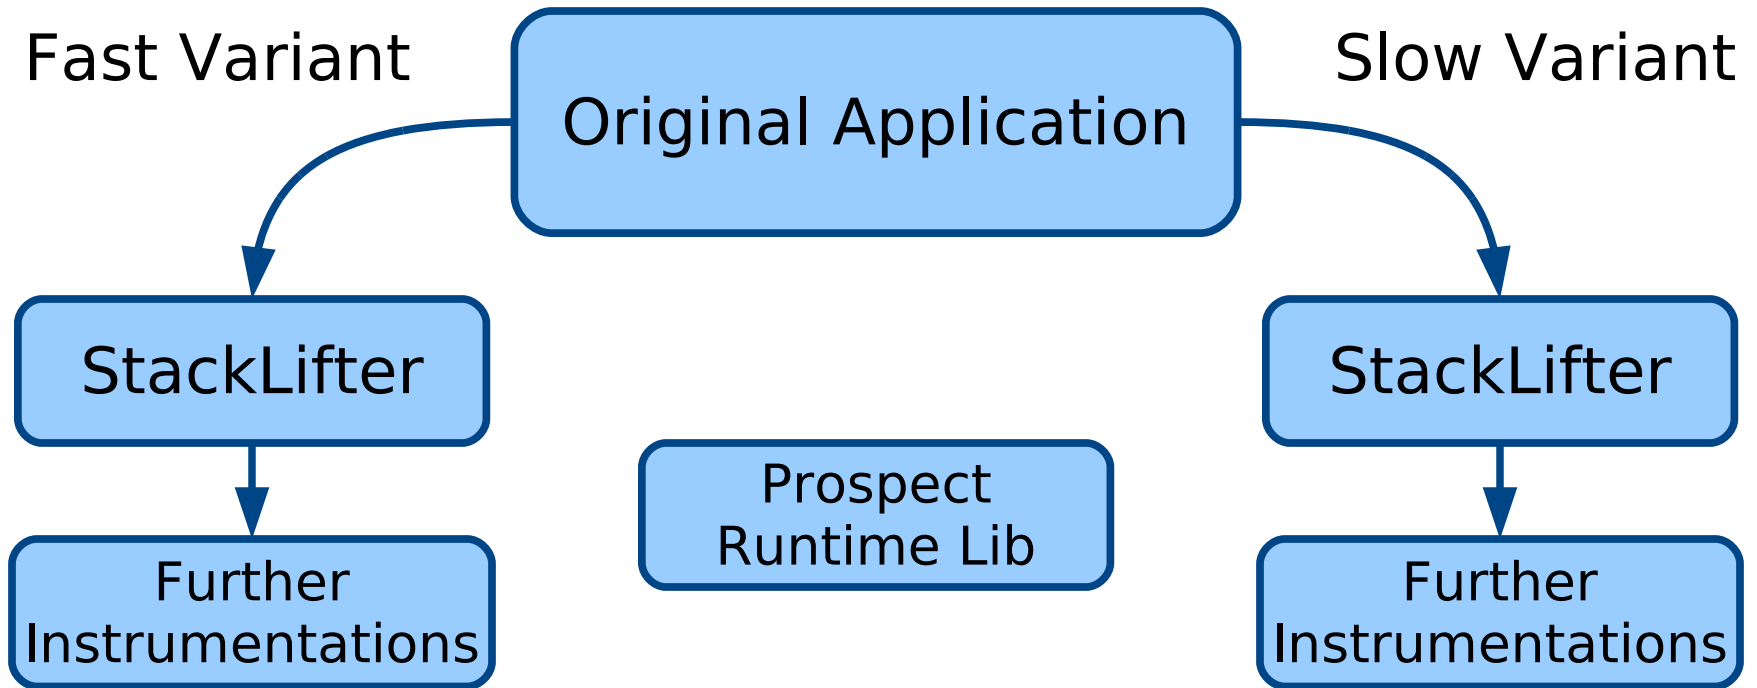 Fast Variant
Original Application
Slow Variant
StackLifter
StackLifter
Prospect
Runtime Lib
Further
Instrumentations
Further
Instrumentations